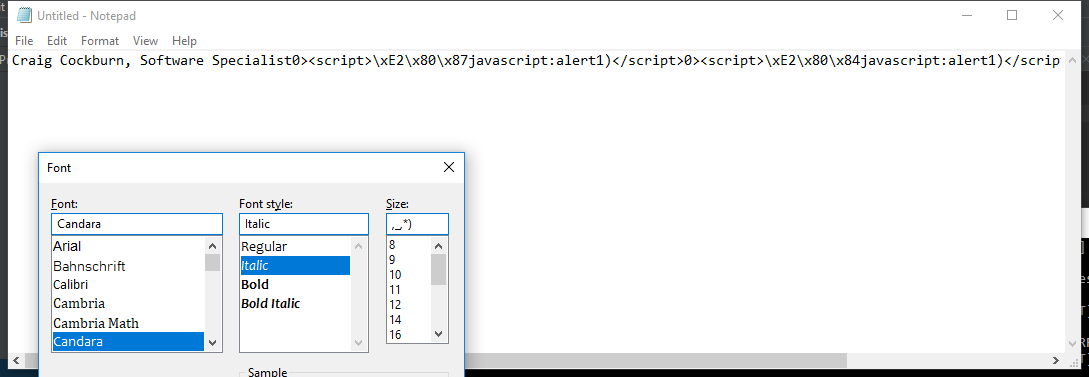 Untitled - Notepad
File Edit Format View Help
Craig Cockburn, Software Specialist0><script>\xE2\x80\x87javascript:alert1)</script>0><script>\xE2\x80\x84javascript:alert1)</script
Font
Font: Font style: Size:
Candara Italic ,_,*)
Arial Regular 8
Bahnschrift Italic 9
Calibri Bold 10
Cambria Bold Italic 11
Cambria Math 12
Candara 14
16
Sample